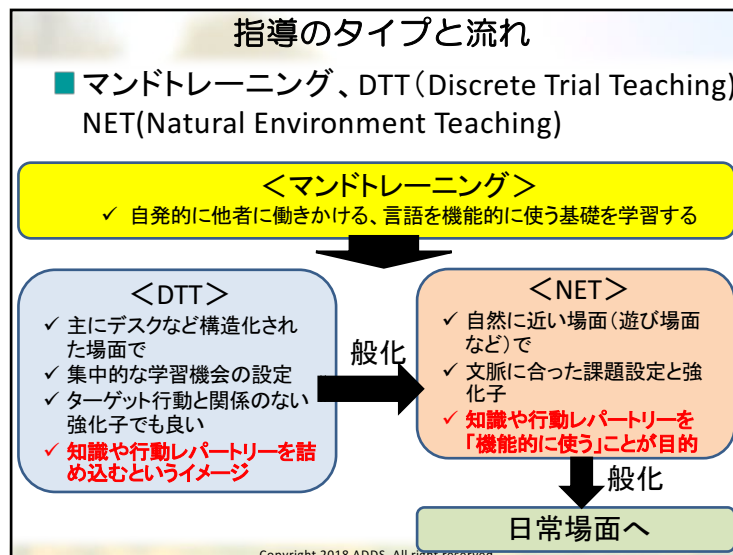 指導のタイプと流れ
マンドトレーニング、DTT(Discrete Trial Teaching)
NET(Natural Environment Teaching)
＜マンドトレーニング＞
✓ 自発的に他者に働きかける、言語を機能的に使う基礎を学習する
＜DTT＞
✓ 主にデスクなど構造化され
た場面で
✓ 集中的な学習機会の設定
✓ ターゲット行動と関係のない
強化子でも良い
✓ 知識や行動レパートリーを詰
め込むというイメージ
般化
＜NET＞
✓ 自然に近い場面(遊び場面
など)で
✓ 文脈に合った課題設定と強
化子
✓ 知識や行動レパートリーを
「機能的に使う」ことが目的
般化
日常場面へ
Copyright 2018 ADDS. All right reserved